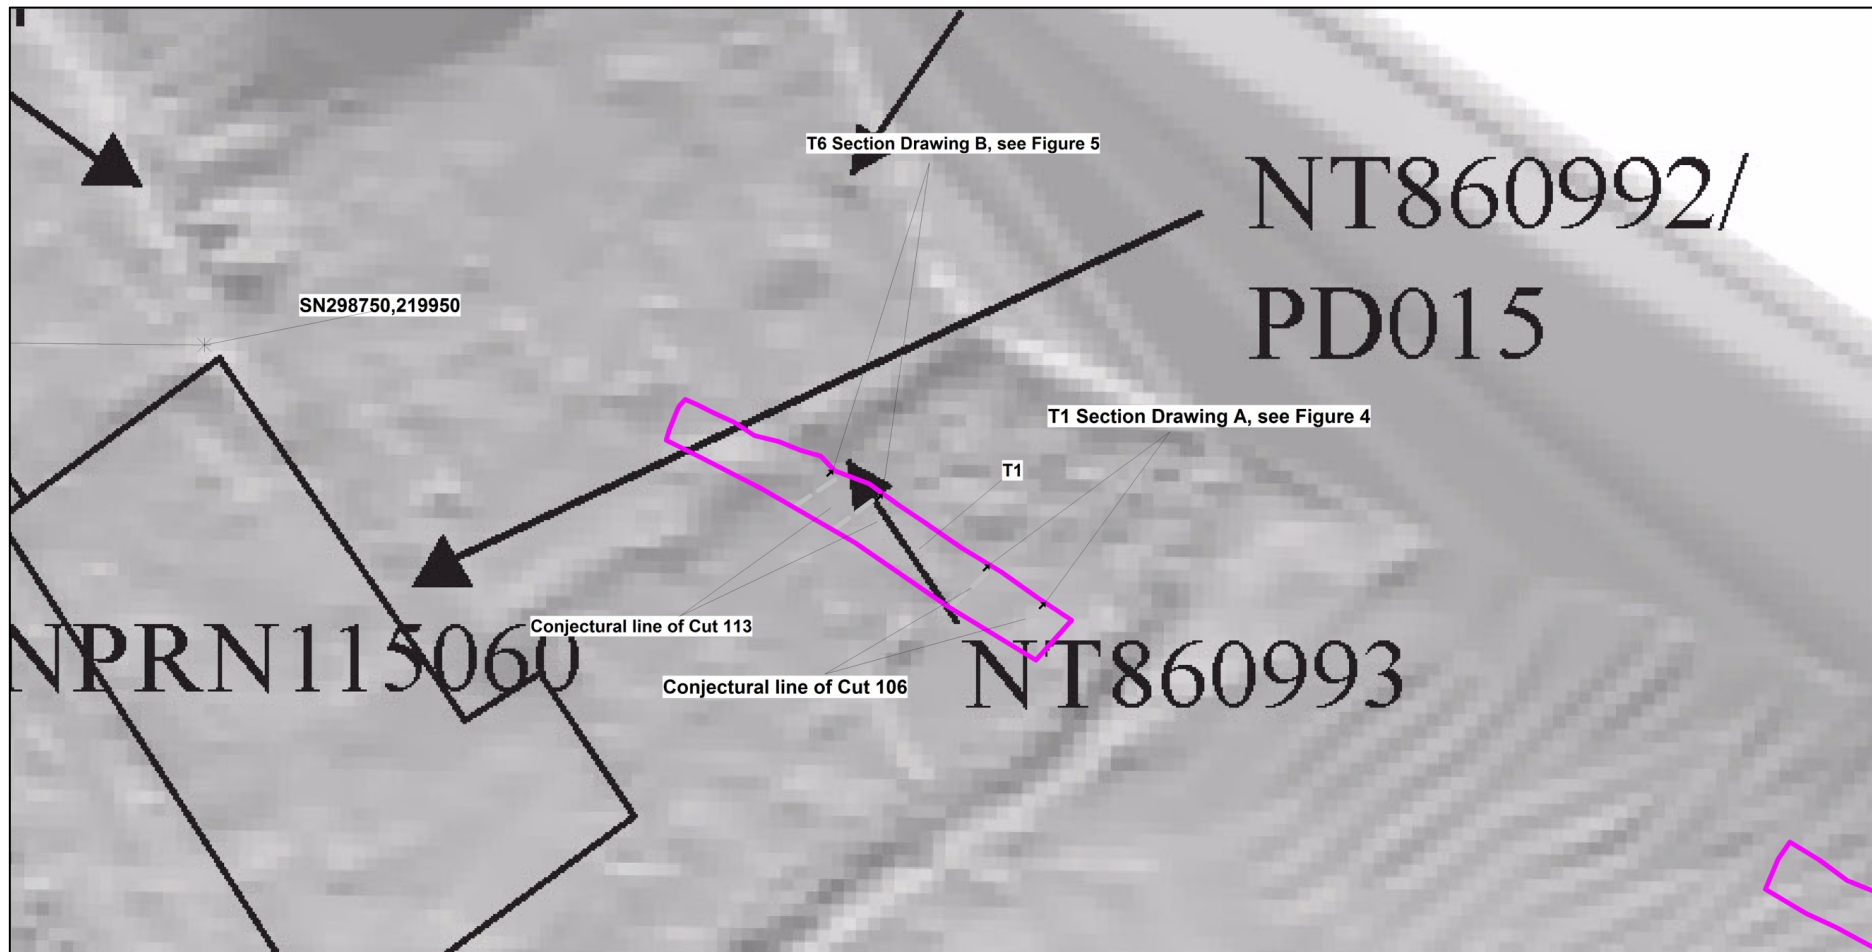 T6 Section Drawing B, see Figure 5
NT860992/
PD015
SN298750,219950
T1 Section Drawing A, see Figure 4
T1
Conjectural line of Cut 113
NPRN115060
Conjectural line of Cut 106
NT860993